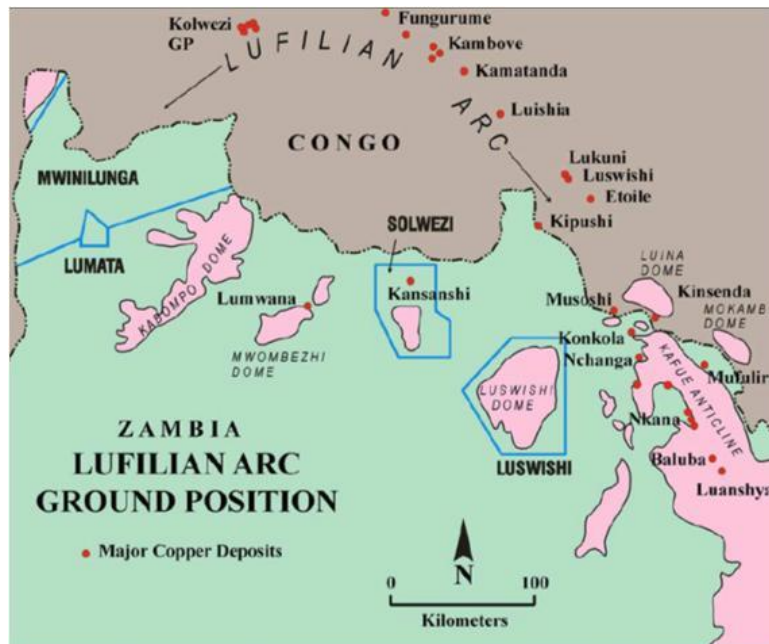 Kolwezi
GP
Fungurume
Kambove
Kamatanda
LUFILIAN ARC
Luishia
CONGO
Lukuni
Luswishi
Etoile
Kipushi
MWINILUNGA
LUMATA
SOLWEZI
KABOMPO DOME
Lumwana
Kansanshi
MWOMBEZHI
DOME
LUINA
DOME
Kinsenda
Musoshi
MOKAMB
DOME
Konkola
Nchanga
Mufulir
KAFUE ANTICLINE
LUSWISHI
DOME
Nkana
LUSWISHI
Baluba
Luanshya
ZAMBIA
LUFILIAN ARC
GROUND POSITION
Major Copper Deposits
N
0 100
Kilometers